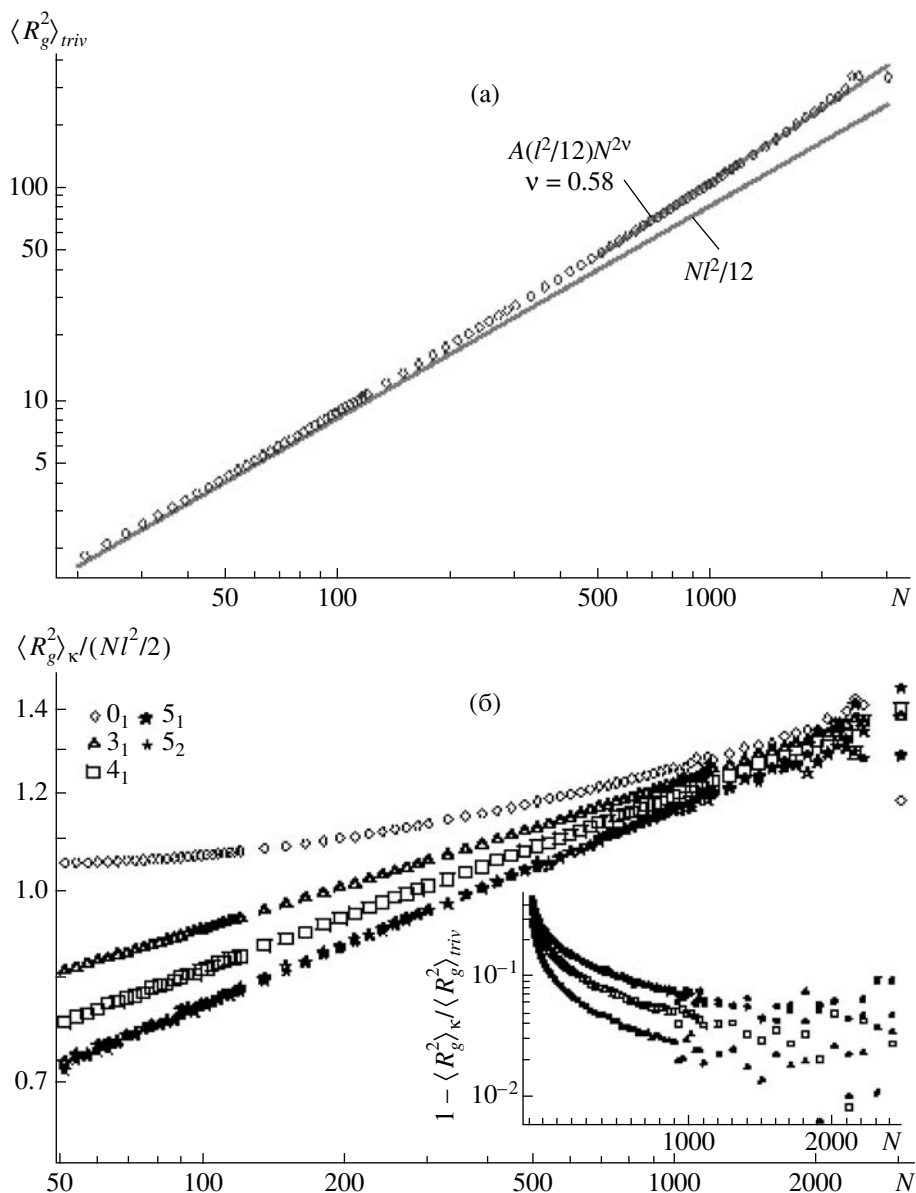 ⟨R_g^2⟩_triv
(а)
A(l^2/12)N^{2ν}
ν = 0.58
Nl^2/12
100
50
10
5
50 100 500 1000 N
⟨R_g^2⟩_κ/(Nl^2/2)
(б)
1.4
1.2
1.0
0.7
0_1 5_1
3_1 5_2
4_1
1 – ⟨R_g^2⟩_κ/⟨R_g^2⟩_triv
10^{-1}
10^{-2}
1000 2000 N
50 100 200 500 1000 2000 N